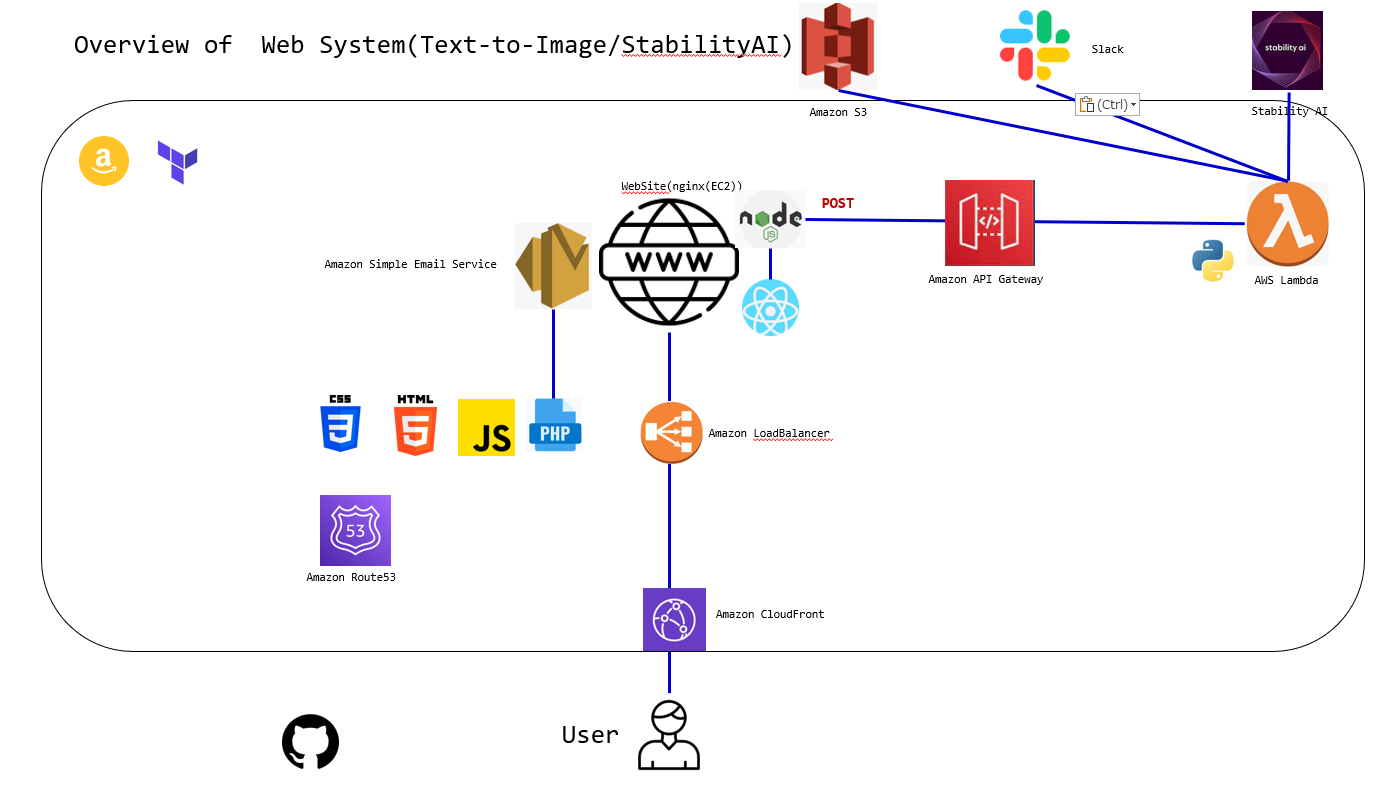 Overview of  Web System(Text-to-Image/StabilityAI)
Slack
stability ai
(Ctrl)
Amazon S3
Stability AI
a
WebSite(nginx(EC2))
node
JS
POST
</>
Amazon Simple Email Service
WWW
Amazon API Gateway
AWS Lambda
CSS
3
HTML
5
JS
PHP
Amazon LoadBalancer
53
Amazon Route53
Amazon CloudFront
User